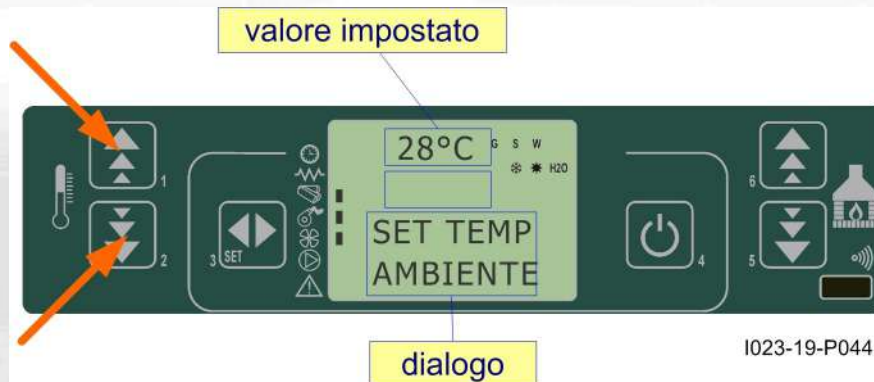 valore impostato
28°C
G S W
H2O
SET TEMP
AMBIENTE
1
2
3 SET
4
6
5
dialogo
I023-19-P044